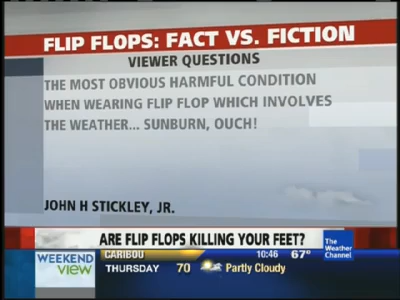 FLIP FLOPS: FACT VS. FICTION
VIEWER QUESTIONS
THE MOST OBVIOUS HARMFUL CONDITION
WHEN WEARING FLIP FLOP WHICH INVOLVES
THE WEATHER... SUNBURN, OUCH!
JOHN H STICKLEY, JR.
ARE FLIP FLOPS KILLING YOUR FEET?
The
Weather
Channel
WEEKEND
VIEW
CARIBOU 10:46 67°
THURSDAY 70 Partly Cloudy